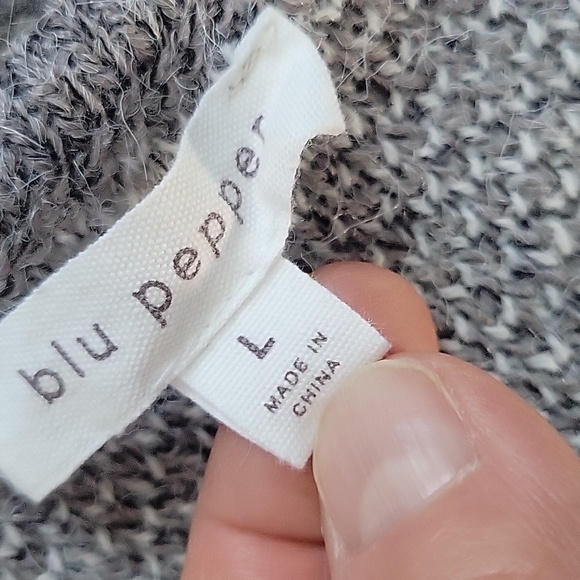 blu pepper
L
MADE IN
CHINA